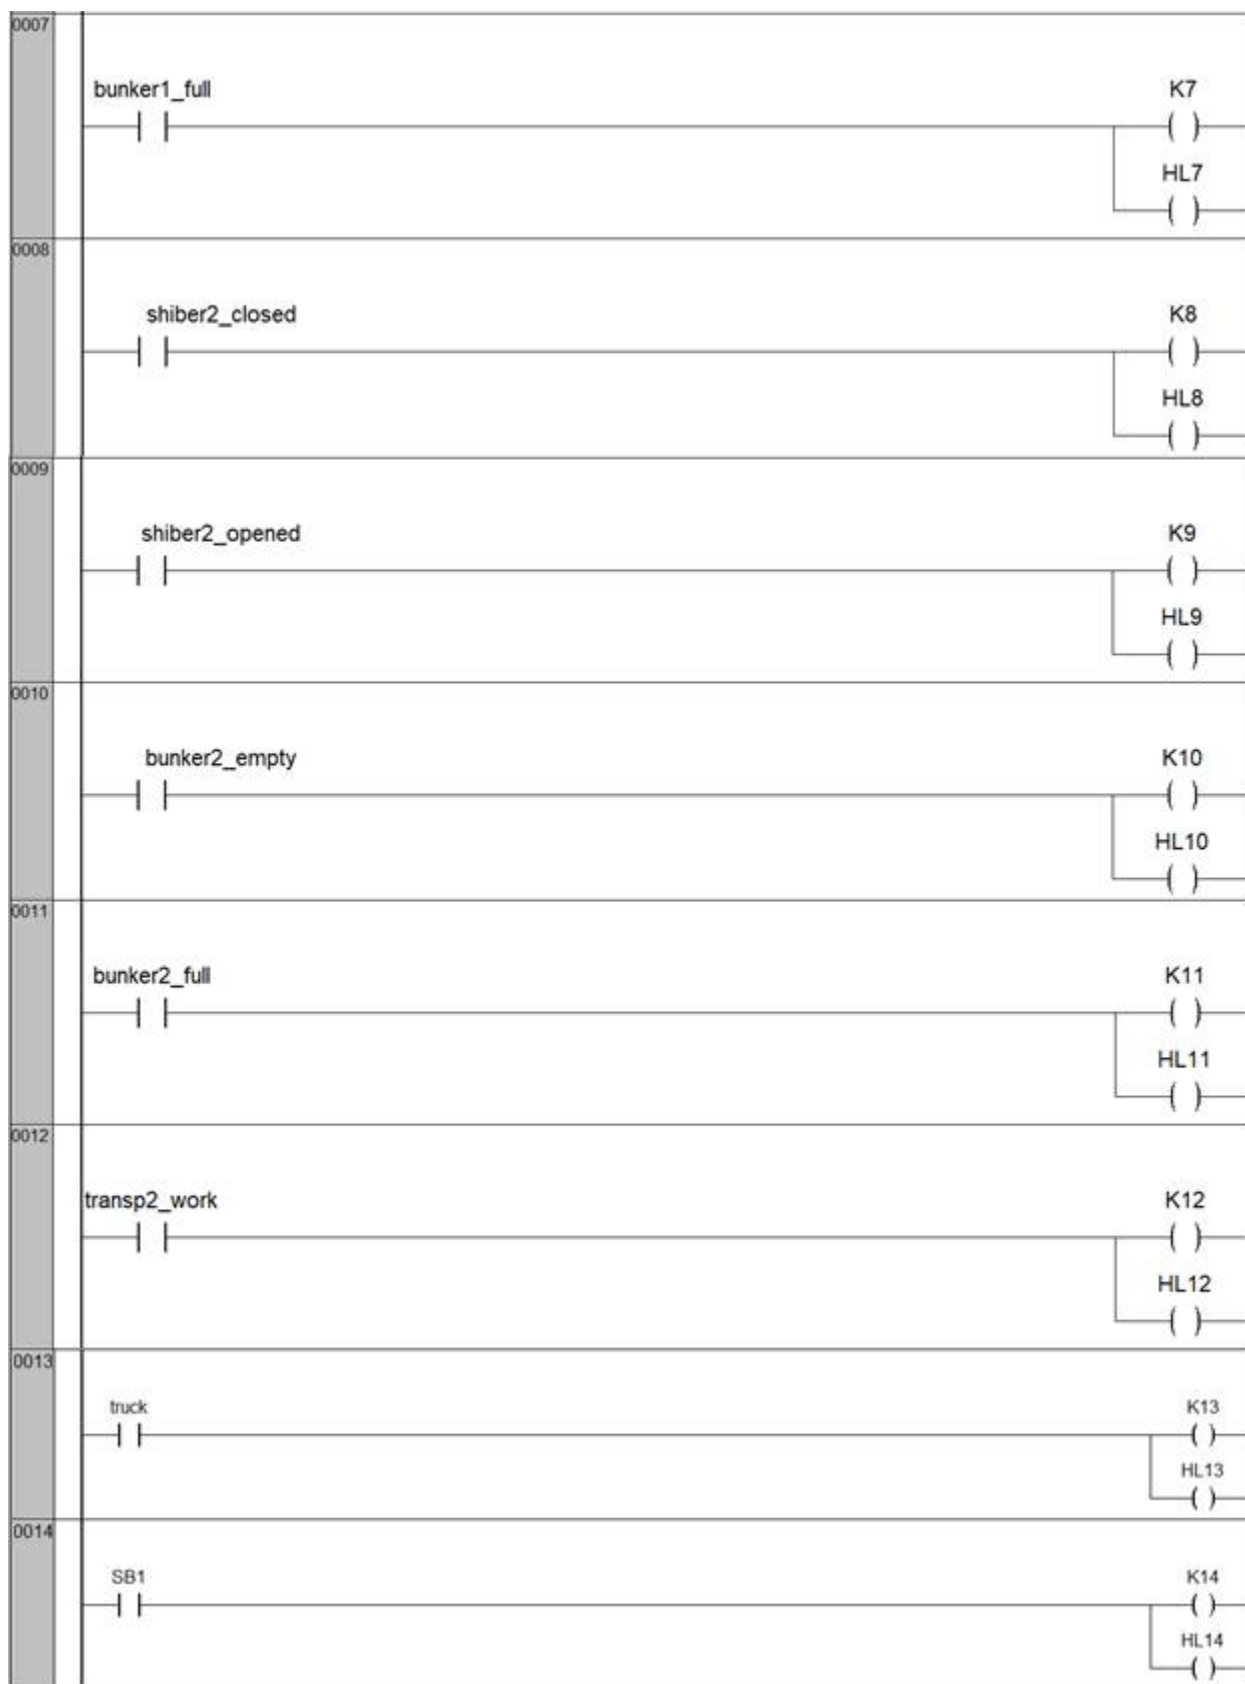 0007
bunker1_full K7
HL7
0008
shiber2_closed K8
HL8
0009
shiber2_opened K9
HL9
0010
bunker2_empty K10
HL10
0011
bunker2_full K11
HL11
0012
transp2_work K12
HL12
0013
truck K13
HL13
0014
SB1 K14
HL14